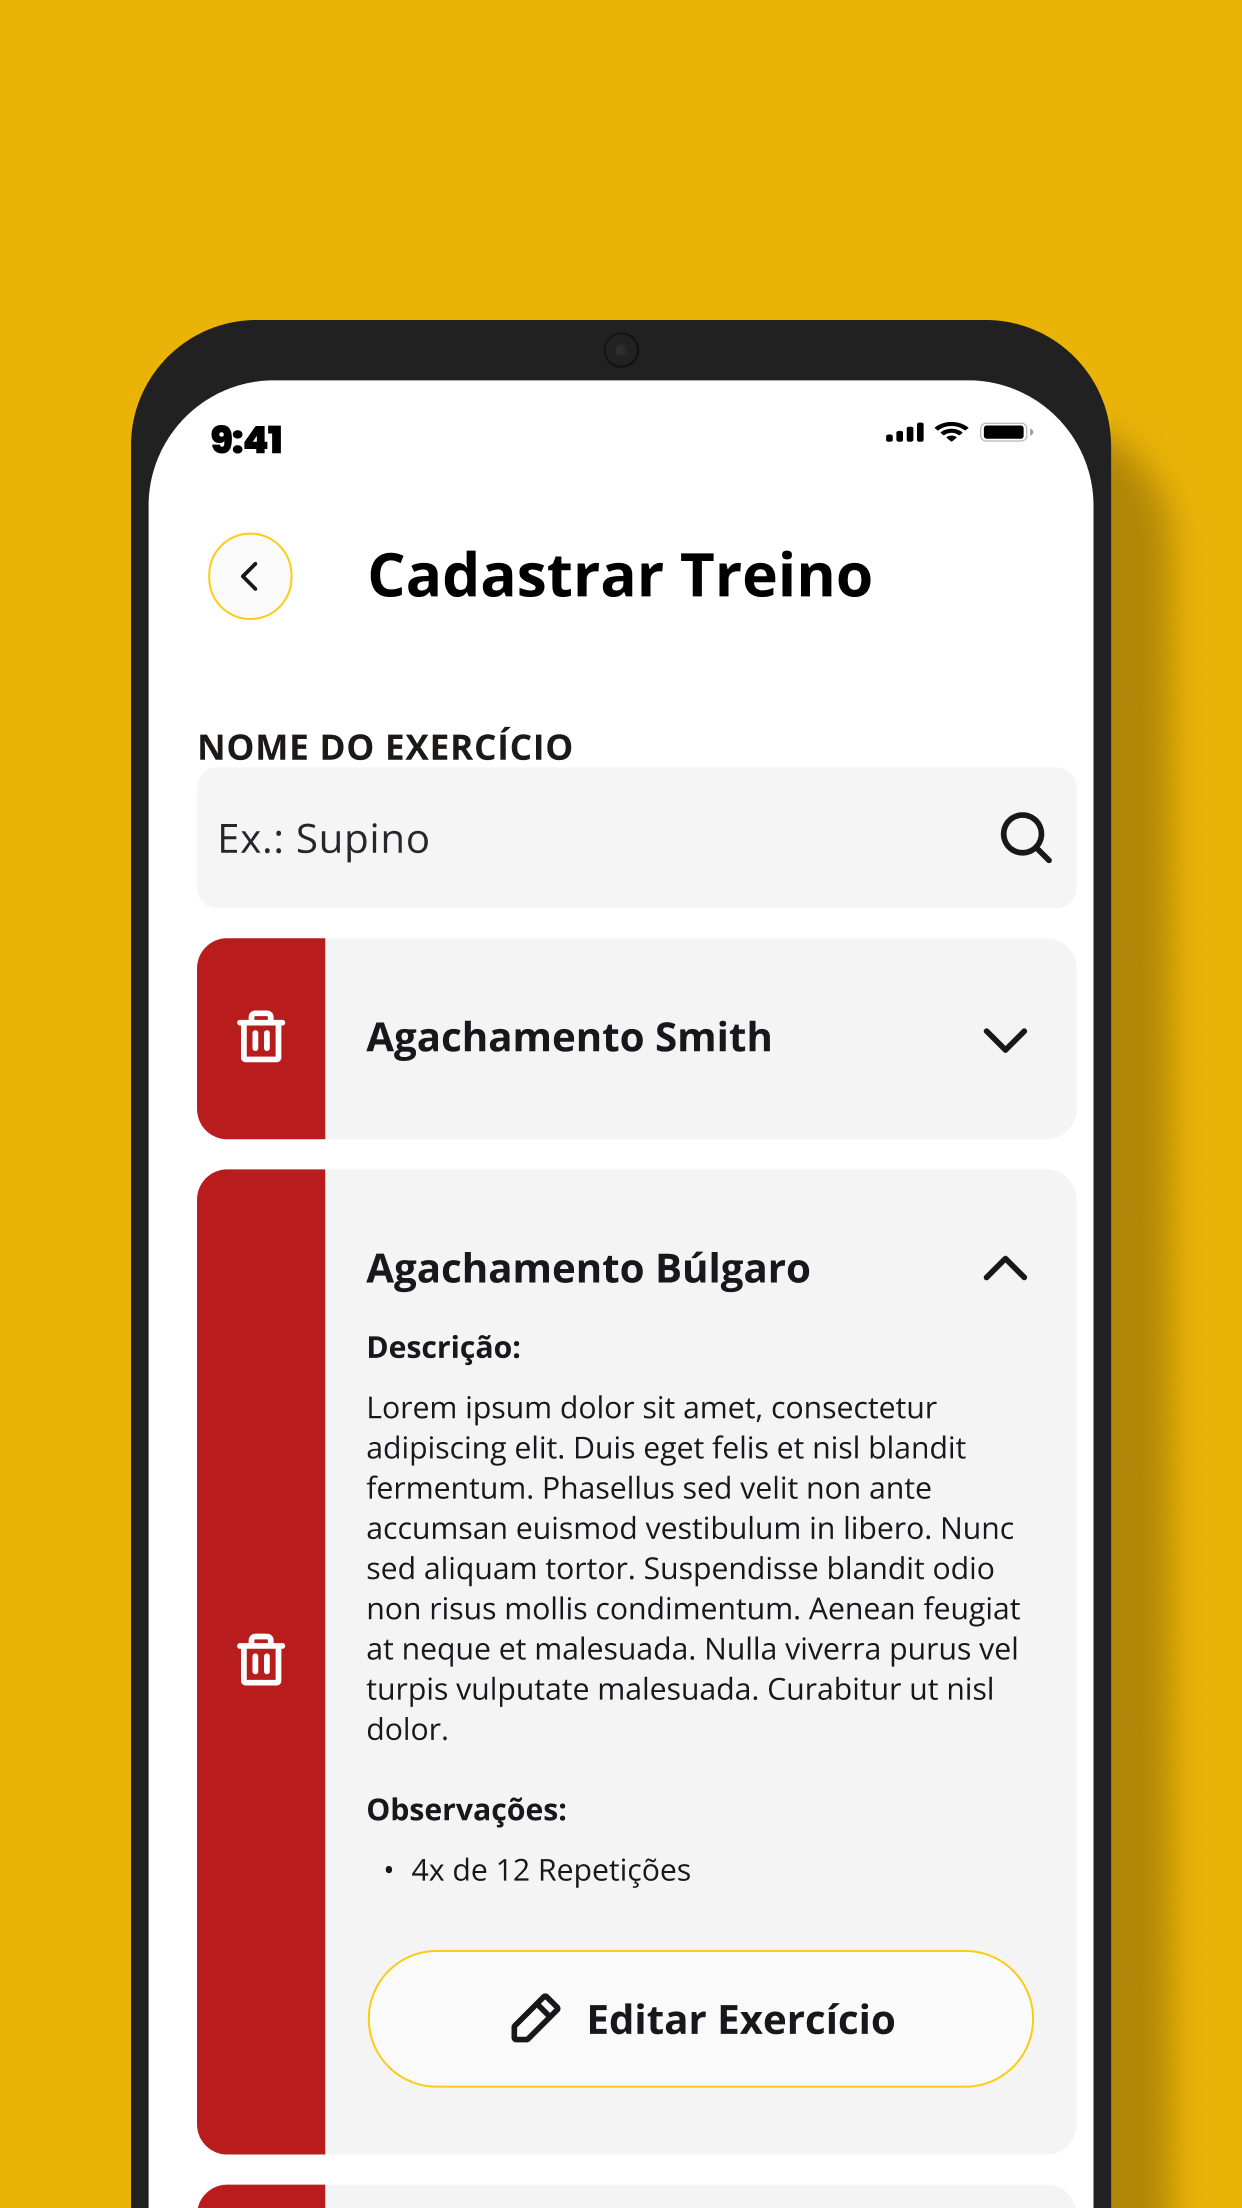 9:41
Cadastrar Treino
NOME DO EXERCÍCIO
Ex.: Supino
Agachamento Smith
Agachamento Búlgaro
Descrição:
Lorem ipsum dolor sit amet, consectetur
adipiscing elit. Duis eget felis et nisl blandit
fermentum. Phasellus sed velit non ante
accumsan euismod vestibulum in libero. Nunc
sed aliquam tortor. Suspendisse blandit odio
non risus mollis condimentum. Aenean feugiat
at neque et malesuada. Nulla viverra purus vel
turpis vulputate malesuada. Curabitur ut nisl
dolor.
Observações:
• 4x de 12 Repetições
Editar Exercício